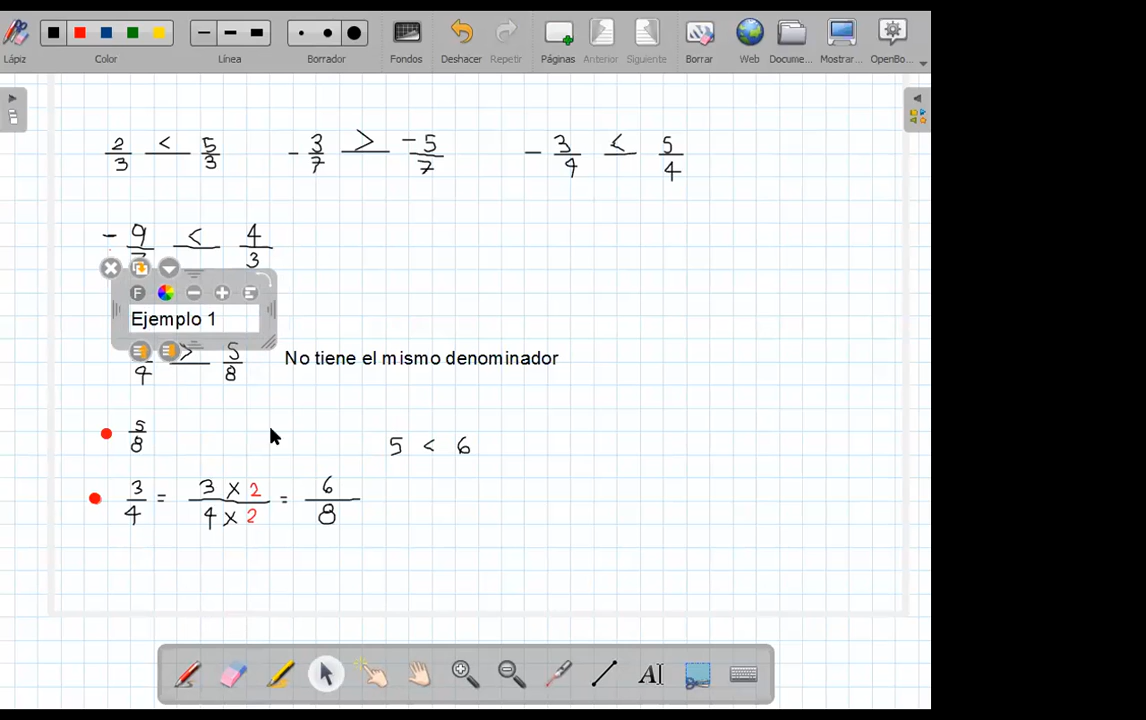 Lápiz Color Línea Borrador Fondos Deshacer Repetir Páginas Anterior Siguiente Borrar Web Docume... Mostrar... OpenBo...
2/3 < 5/3 - 3/7 > -5/7 - 3/4 < 5/4
- 9/ < 4/3
F
Ejemplo 1
/4 > 5/8 No tiene el mismo denominador
5/8
5 < 6
3/4 = 3 x 2 / 4 x 2 = 6/8
AI